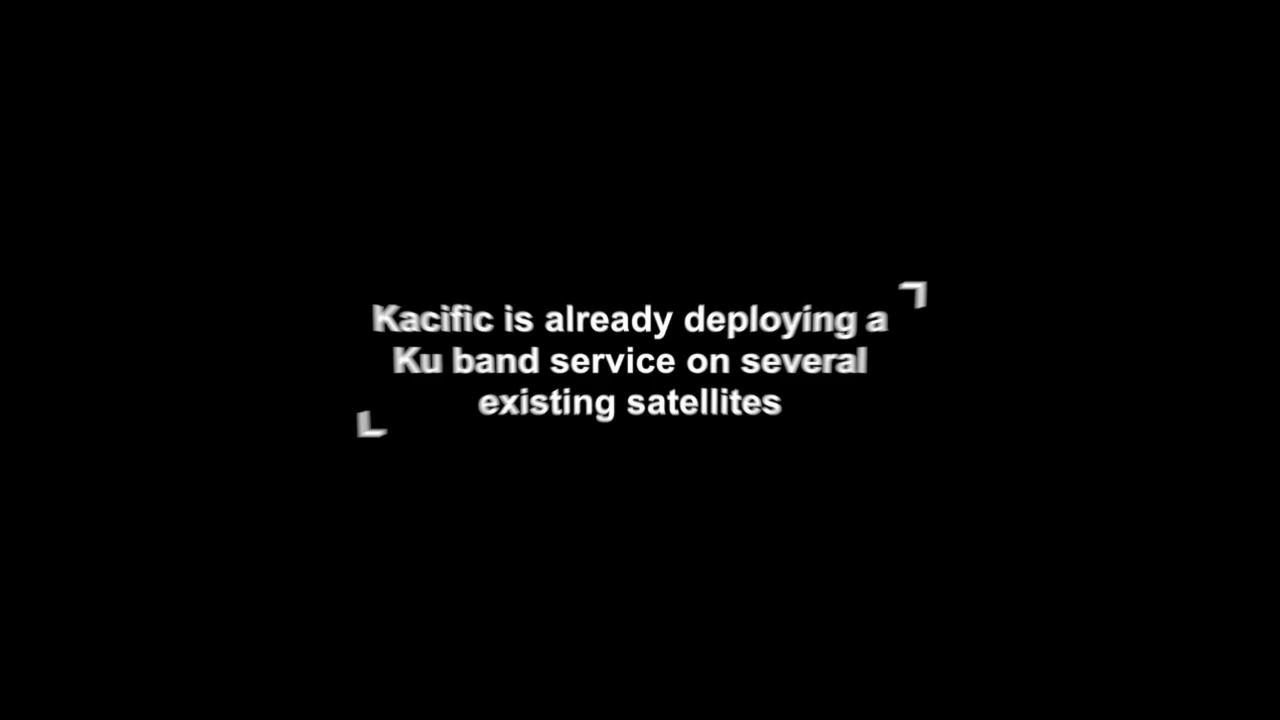 Kacific is already deploying a
Ku band service on several
existing satellites